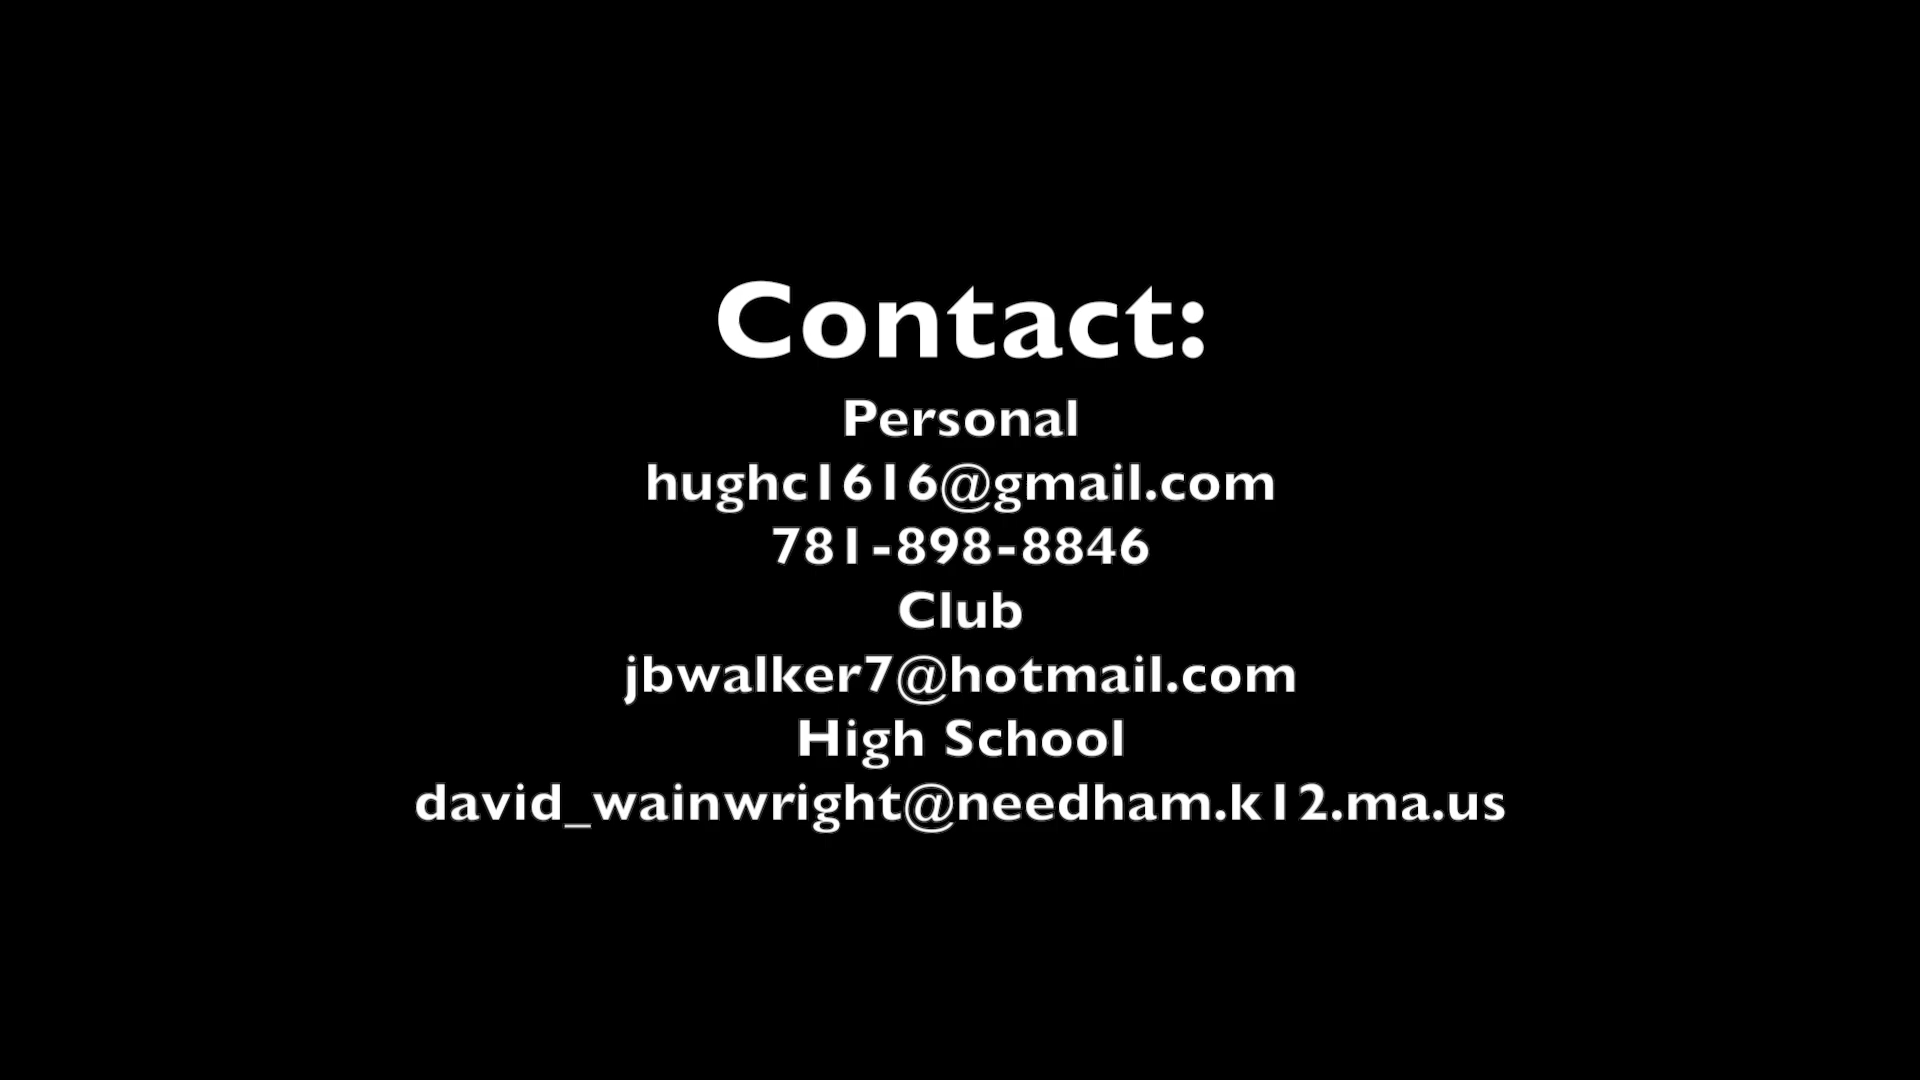 Contact:
Personal
hughc1616@gmail.com
781-898-8846
Club
jbwalker7@hotmail.com
High School
david_wainwright@needham.k12.ma.us